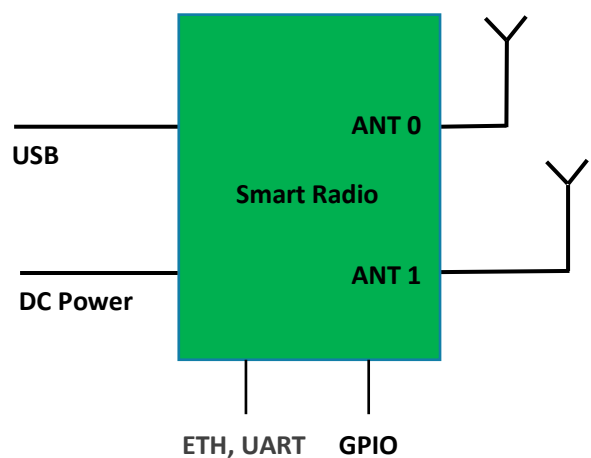 ANT 0
USB
Smart Radio
ANT 1
DC Power
ETH, UART GPIO